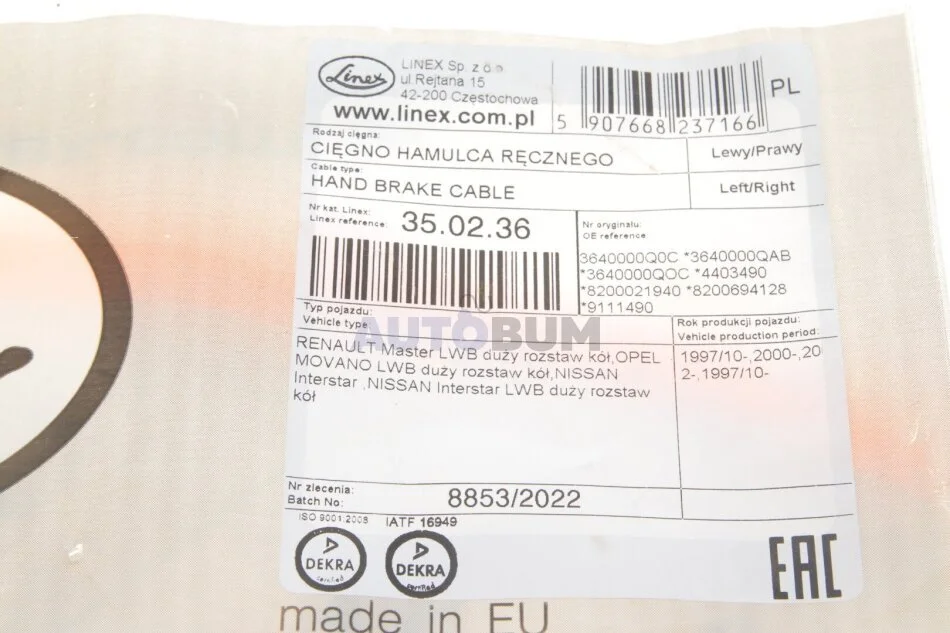 Linex
LINEX Sp. z o.o
ul Rejtana 15
42-200 Częstochowa
www.linex.com.pl
5 907668 237166
PL
Rodzaj cięgna:
CIĘGNO HAMULCA RĘCZNEGO
Lewy/Prawy
Cable type:
HAND BRAKE CABLE
Left/Right
Nr kat. Linex:
Linex reference:
35.02.36
Nr oryginału:
OE reference
3640000Q0C *3640000QAB
*3640000QOC *4403490
*8200021940 *8200694128
*9111490
AUTOBUM
Typ pojazdu:
Vehicle type:
RENAULT Master LWB duży rozstaw kół,OPEL
MOVANO LWB duży rozstaw kół,NISSAN
Interstar ,NISSAN Interstar LWB duży rozstaw
kół
Rok produkcji pojazdu:
Vehicle production period:
1997/10-,2000-,20
2-,1997/10-
Nr zlecenia:
Batch No:
8853/2022
ISO 9001:2008
IATF 16949
DEKRA
certified
DEKRA
certified
EAC
made in EU